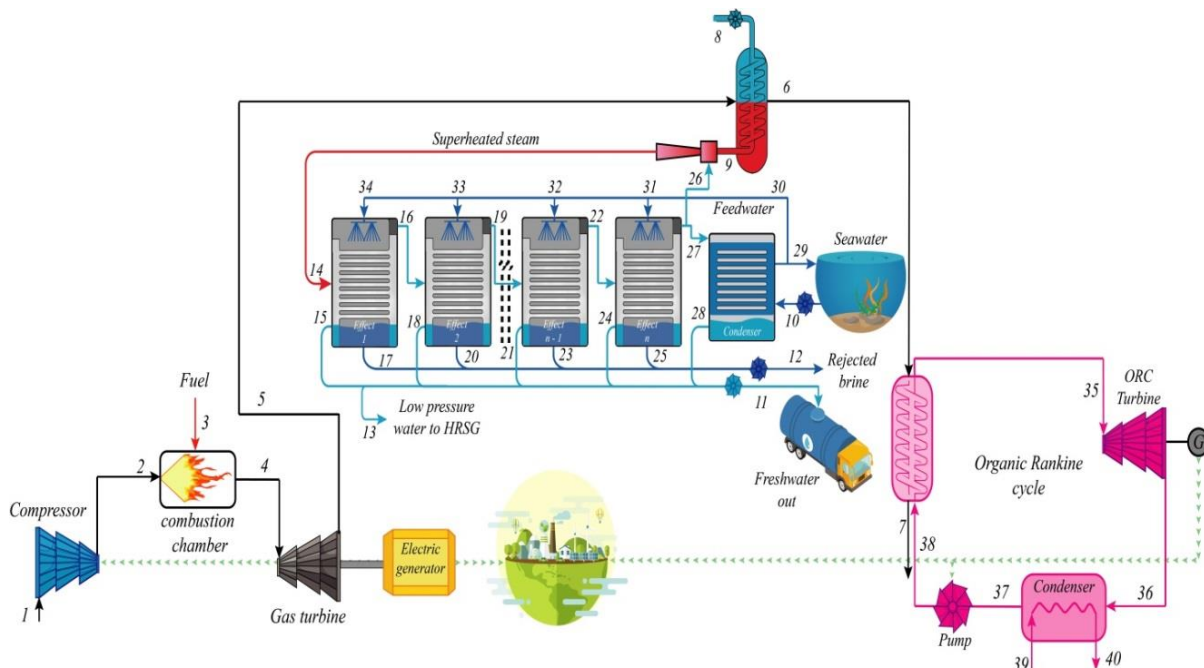 8
6
Superheated steam
9
26
34
33
32
31
30
Feedwater
16
19
22
27
29
Seawater
14
10
15
18
21
24
28
Effect
1
Effect
2
Effect
n - 1
Effect
n
Condenser
17
20
23
25
12
Rejected
brine
11
Low pressure
water to HRSG
13
Freshwater
out
5
Fuel
3
2
4
Compressor
combustion
chamber
1
Gas turbine
Electric
generator
35
ORC
Turbine
G
Organic Rankine
cycle
7
38
37
36
Condenser
Pump
39
40